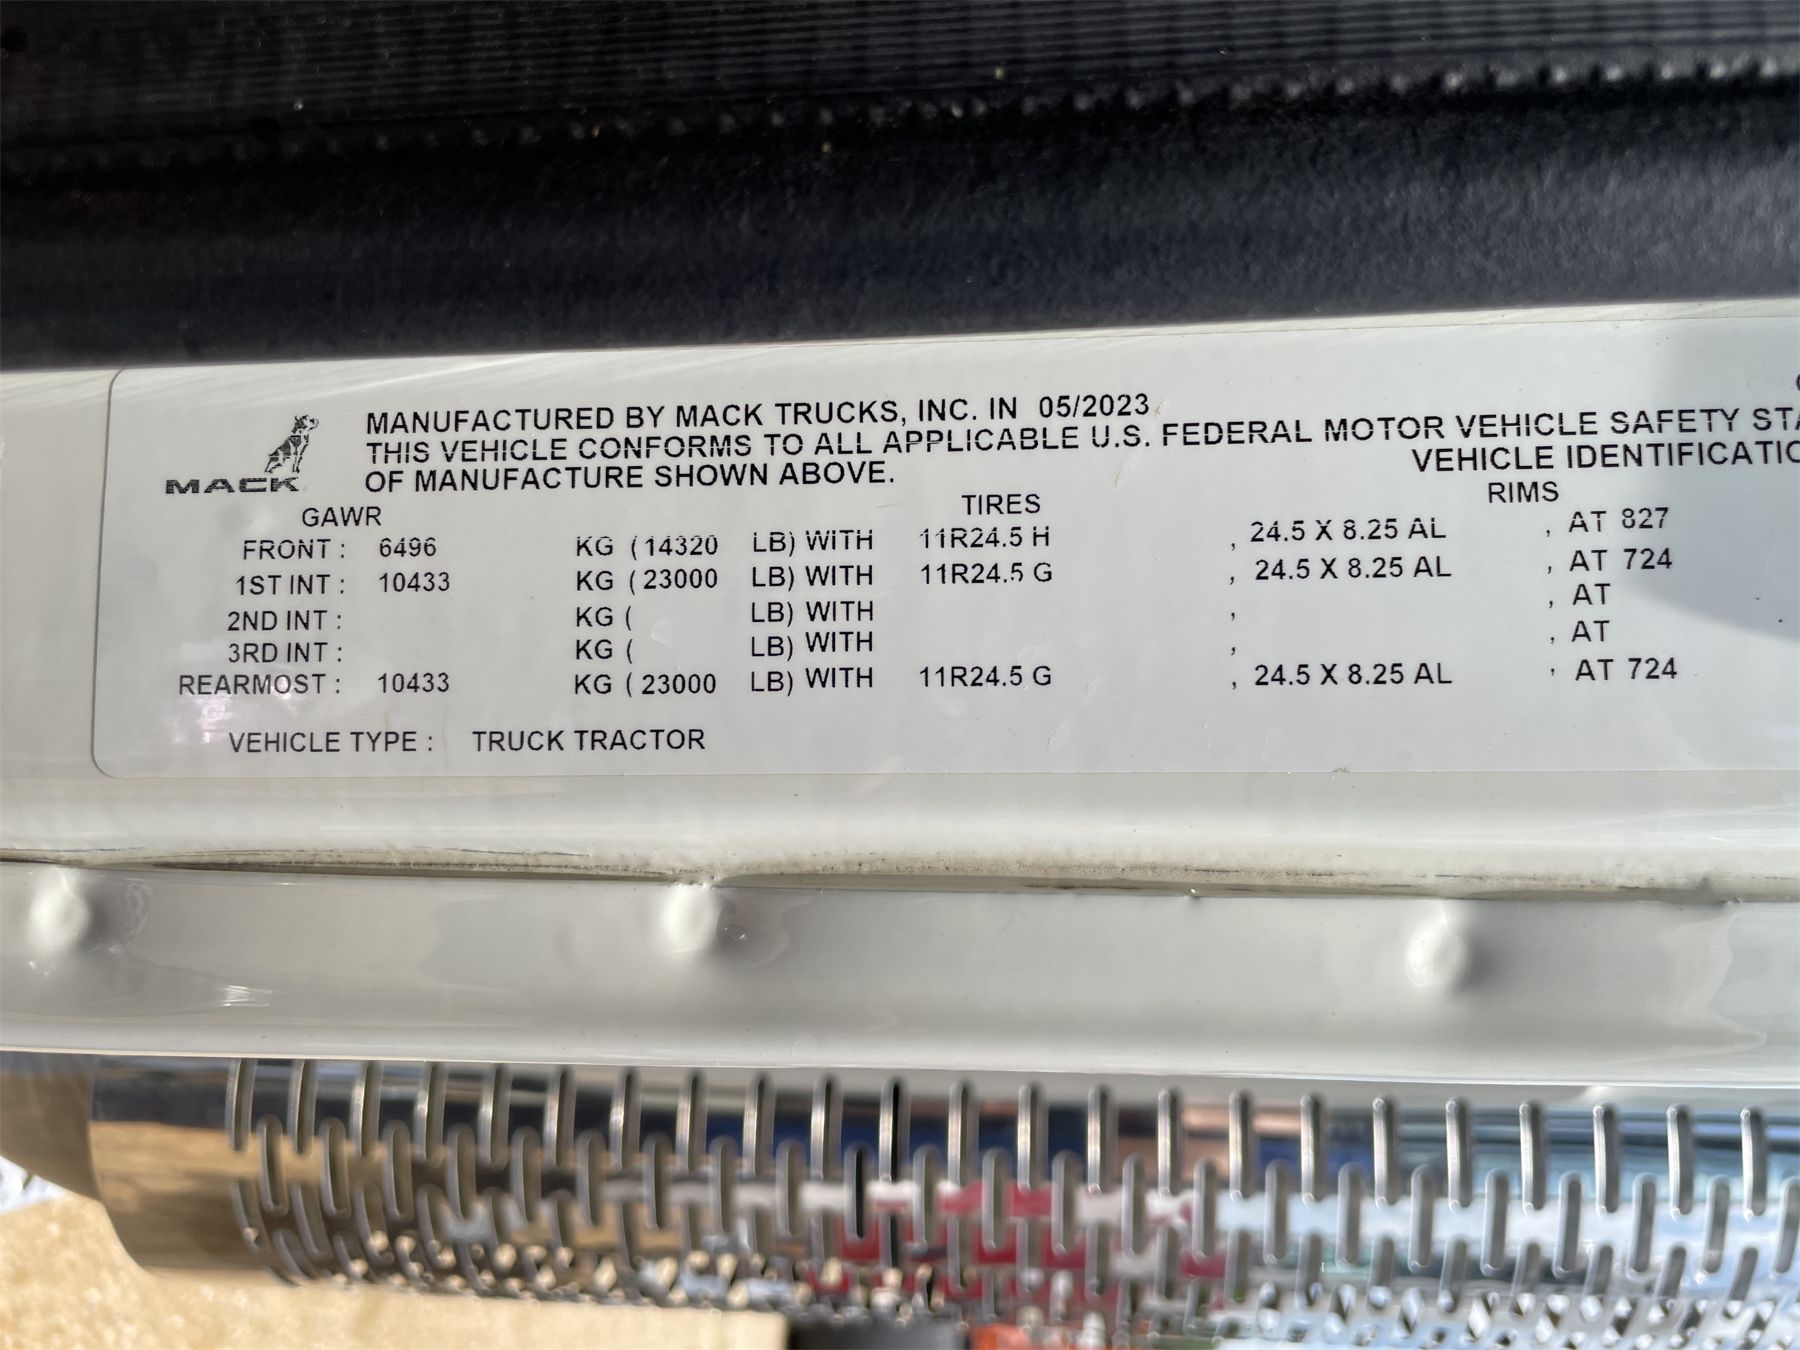 MANUFACTURED BY MACK TRUCKS, INC. IN 05/2023
THIS VEHICLE CONFORMS TO ALL APPLICABLE U.S. FEDERAL MOTOR VEHICLE SAFETY STA
OF MANUFACTURE SHOWN ABOVE. VEHICLE IDENTIFICATIO
MACK
GAWR TIRES RIMS
FRONT : 6496 KG ( 14320 LB) WITH 11R24.5 H , 24.5 X 8.25 AL , AT 827
1ST INT : 10433 KG ( 23000 LB) WITH 11R24.5 G , 24.5 X 8.25 AL , AT 724
2ND INT : KG ( LB) WITH , , AT
3RD INT : KG ( LB) WITH , , AT
REARMOST : 10433 KG ( 23000 LB) WITH 11R24.5 G , 24.5 X 8.25 AL , AT 724
VEHICLE TYPE : TRUCK TRACTOR